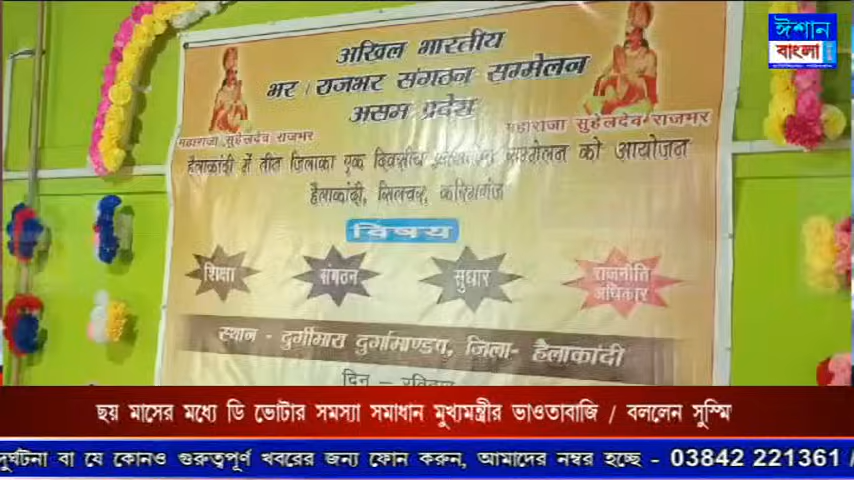 ঈশান
বাংলা
अखिल भारतीय
भर / राजभर संगठन सम्मेलन
असम प्रदेश
महाराजा सुहेलदेव राजभर
महाराजा सुहेलदेव राजभर
हैलाकांदी में तीन जिलाका एक दिवसीय सम्मेलन को आयोजन
हैलाकांदी, सिलचर, करिमगंज
विषय
शिक्षा
संगठन
सुधार
राजनीति
अधिकार
स्थान - दुर्गीमाय दुर्गामाण्डप, जिला- हैलाकांदी
दिन - रविवार
ছয় মাসের মধ্যে ডি ভোটার সমস্যা সমাধান মুখ্যমন্ত্রীর ভাওতাবাজি / বললেন সুস্মি
দুর্ঘটনা বা যে কোনও গুরুত্বপূর্ণ খবরের জন্য ফোন করুন, আমাদের নম্বর হচ্ছে - 03842 221361 /